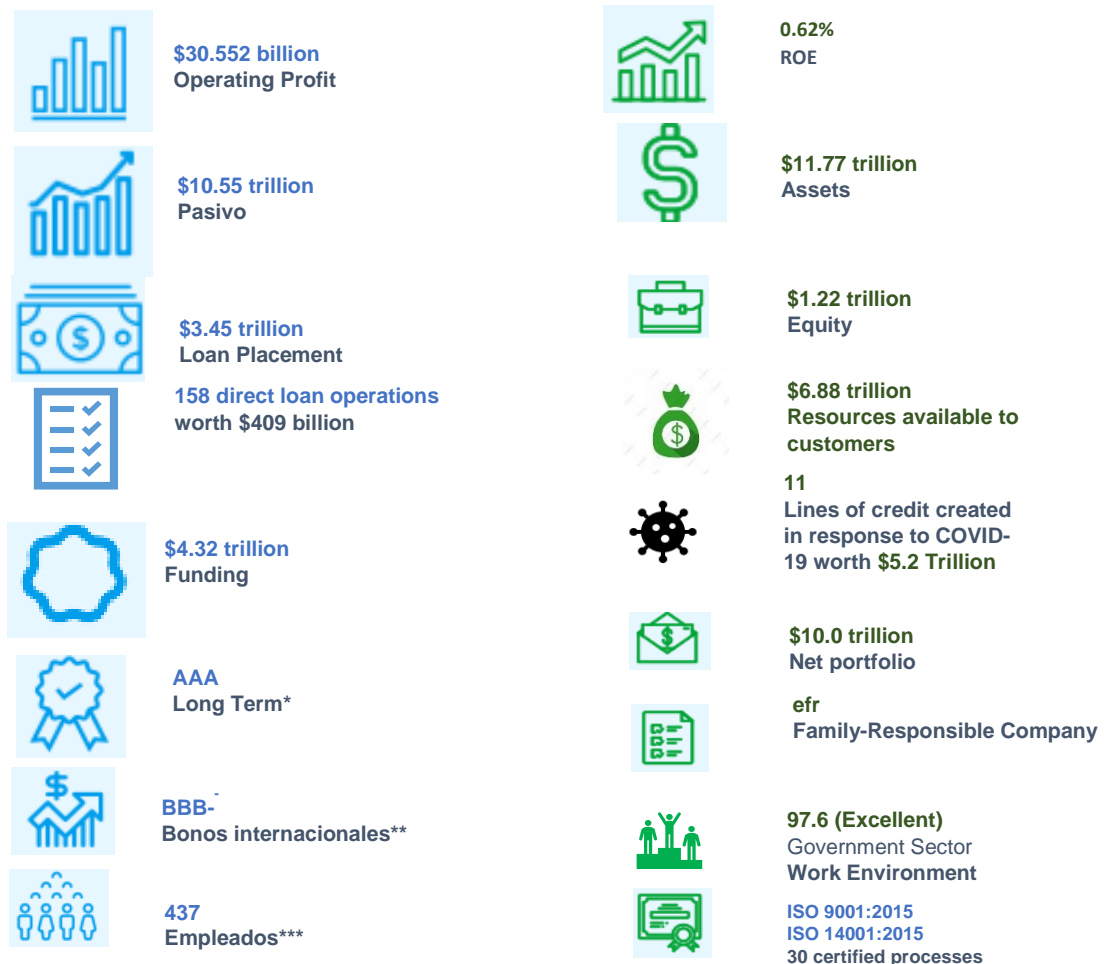 $30.552 billion
Operating Profit
$10.55 trillion
Pasivo
$3.45 trillion
Loan Placement
158 direct loan operations
worth $409 billion
$4.32 trillion
Funding
AAA
Long Term*
BBB-
Bonos internacionales**
437
Empleados***
0.62%
ROE
$11.77 trillion
Assets
$1.22 trillion
Equity
$6.88 trillion
Resources available to
customers
11
Lines of credit created
in response to COVID-
19 worth $5.2 Trillion
$10.0 trillion
Net portfolio
efr
Family-Responsible Company
97.6 (Excellent)
Government Sector
Work Environment
ISO 9001:2015
ISO 14001:2015
30 certified processes